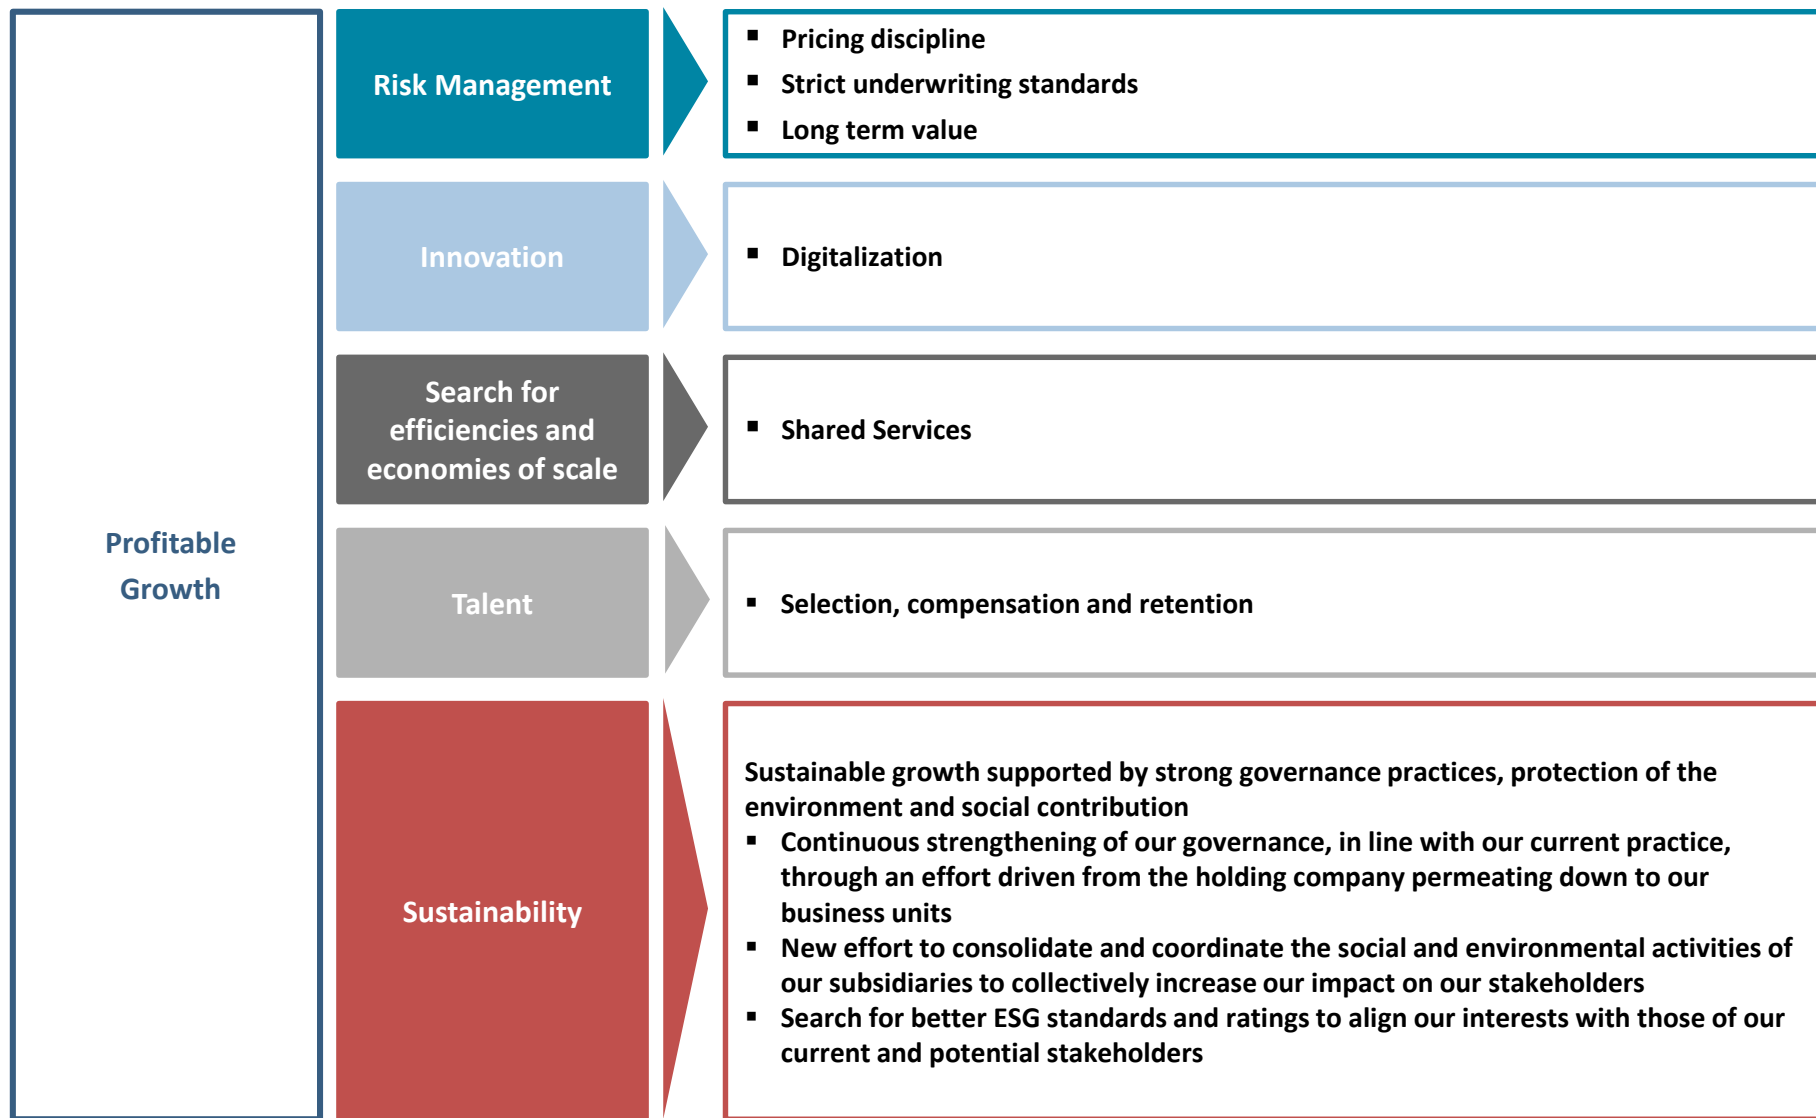 Profitable
Growth
Risk Management
▪ Pricing discipline
▪ Strict underwriting standards
▪ Long term value
Innovation
▪ Digitalization
Search for
efficiencies and
economies of scale
▪ Shared Services
Talent
▪ Selection, compensation and retention
Sustainability
Sustainable growth supported by strong governance practices, protection of the
environment and social contribution
▪ Continuous strengthening of our governance, in line with our current practice,
through an effort driven from the holding company permeating down to our
business units
▪ New effort to consolidate and coordinate the social and environmental activities of
our subsidiaries to collectively increase our impact on our stakeholders
▪ Search for better ESG standards and ratings to align our interests with those of our
current and potential stakeholders